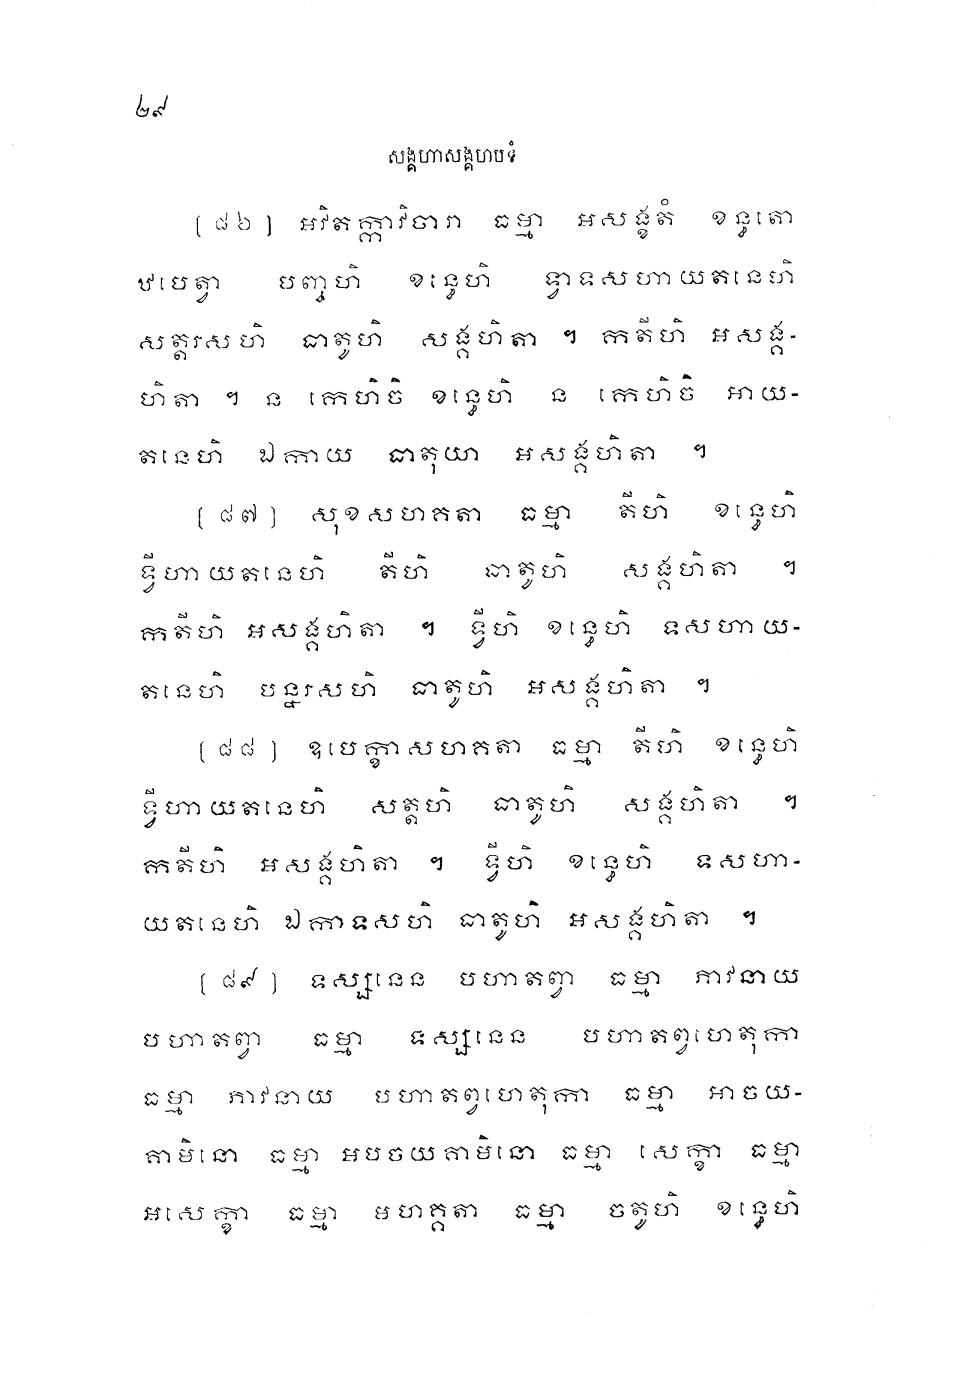 ២៩
សង្គហាសង្គហបទំ
(៨៦) អវិតក្កាវិចារា ធម្មា អសង្ខតំ ខន្ធតោ
ឋបេត្វា បញ្ចហិ ខន្ធេហិ ទ្វាទសហាយតនេហិ
សត្តរសហិ ធាតូហិ សង្គហិតា ។ កតីហិ អសង្គ-
ហិតា ។ ន កេហិចិ ខន្ធេហិ ន កេហិចិ អាយ-
តនេហិ ឯកាយ ធាតុយា អសង្គហិតា ។
(៨៧) សុខសហគតា ធម្មា តីហិ ខន្ធេហិ
ទ្វីហាយតនេហិ តីហិ ធាតូហិ សង្គហិតា ។
កតីហិ អសង្គហិតា ។ ទ្វីហិ ខន្ធេហិ ទសហាយ-
តនេហិ បន្នរសហិ ធាតូហិ អសង្គហិតា ។
(៨៨) ឧបេក្ខាសហគតា ធម្មា តីហិ ខន្ធេហិ
ទ្វីហាយតនេហិ សត្តហិ ធាតូហិ សង្គហិតា ។
កតីហិ អសង្គហិតា ។ ទ្វីហិ ខន្ធេហិ ទសហា-
យតនេហិ ឯកាទសហិ ធាតូហិ អសង្គហិតា ។
(៨៩) ទស្សនេន បហាតព្វា ធម្មា ភាវនាយ
បហាតព្វា ធម្មា ទស្សនេន បហាតព្វហេតុកា
ធម្មា ភាវនាយ បហាតព្វហេតុកា ធម្មា អាចយ-
គាមិនោ ធម្មា អបចយគាមិនោ ធម្មា សេក្ខា ធម្មា
អសេក្ខា ធម្មា មហគ្គតា ធម្មា ចតូហិ ខន្ធេហិ